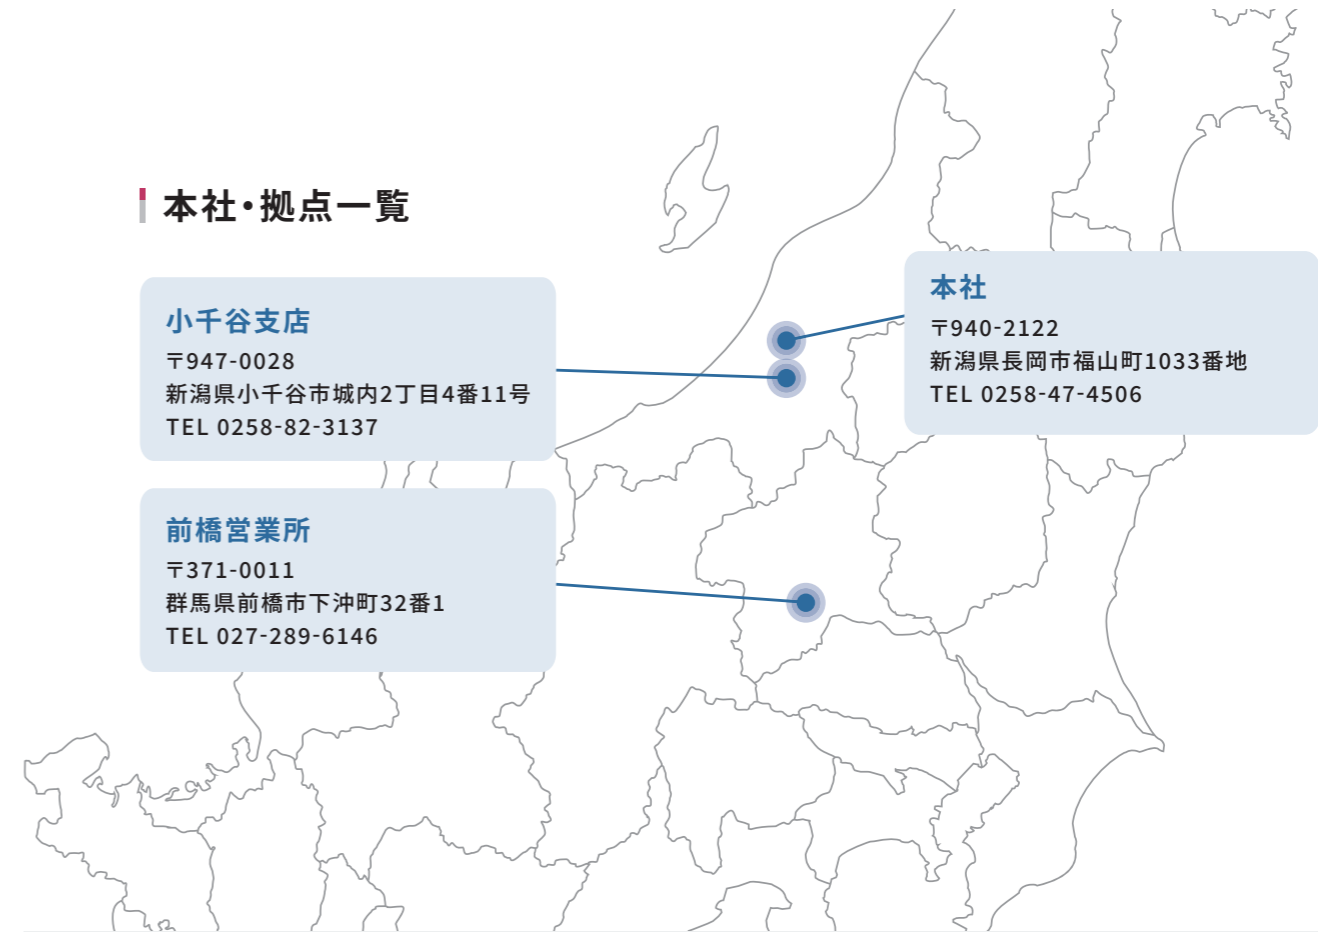 本社・拠点一覧
小千谷支店
〒947-0028
新潟県小千谷市城内2丁目4番11号
TEL 0258-82-3137
本社
〒940-2122
新潟県長岡市福山町1033番地
TEL 0258-47-4506
前橋営業所
〒371-0011
群馬県前橋市下沖町32番1
TEL 027-289-6146